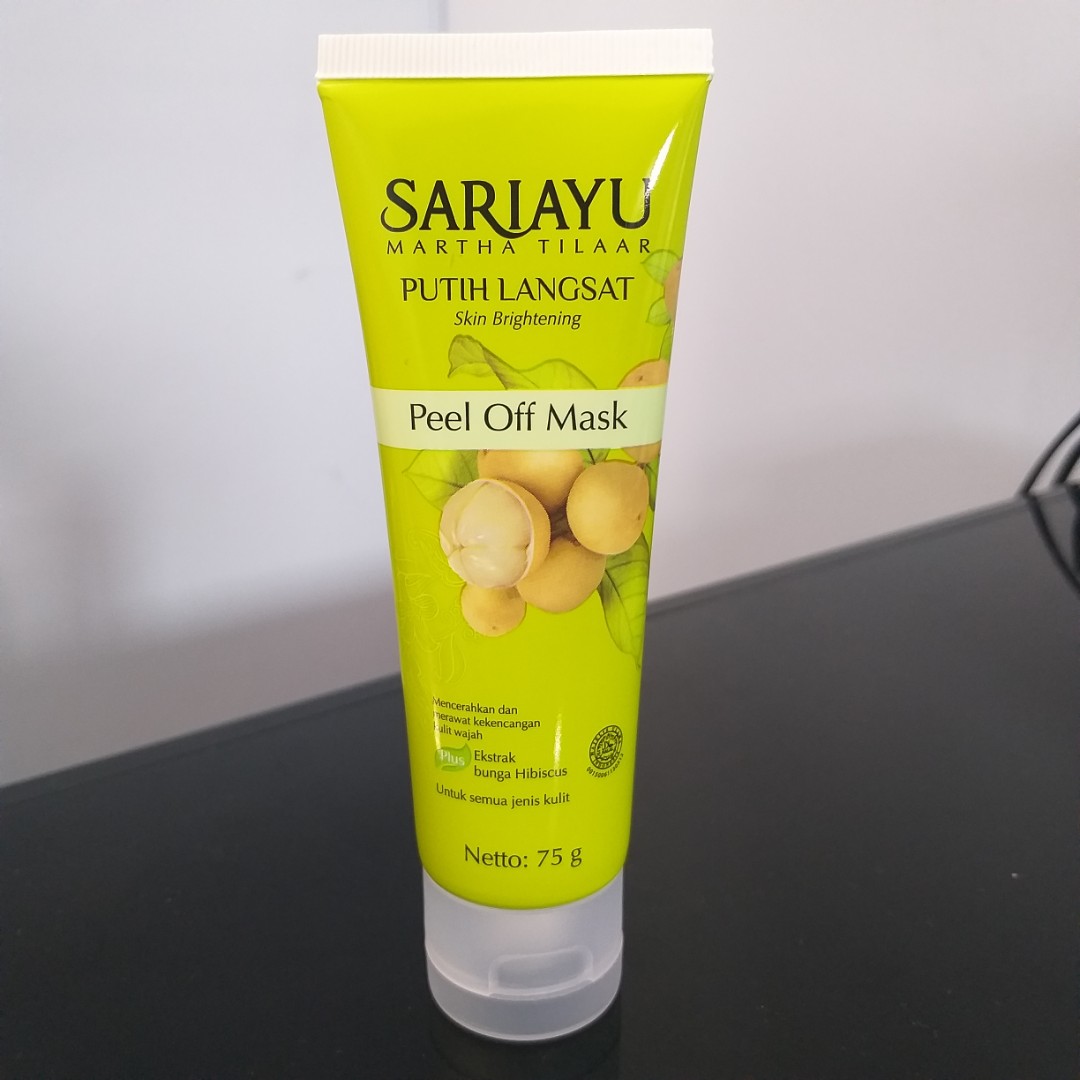 SARIAYU
MARTHA TILAAR
PUTIH LANGSAT
Skin Brightening
Peel Off Mask
Mencerahkan dan
merawat kekencangan
kulit wajah
Plus
Ekstrak
bunga Hibiscus
Untuk semua jenis kulit
Netto: 75 g